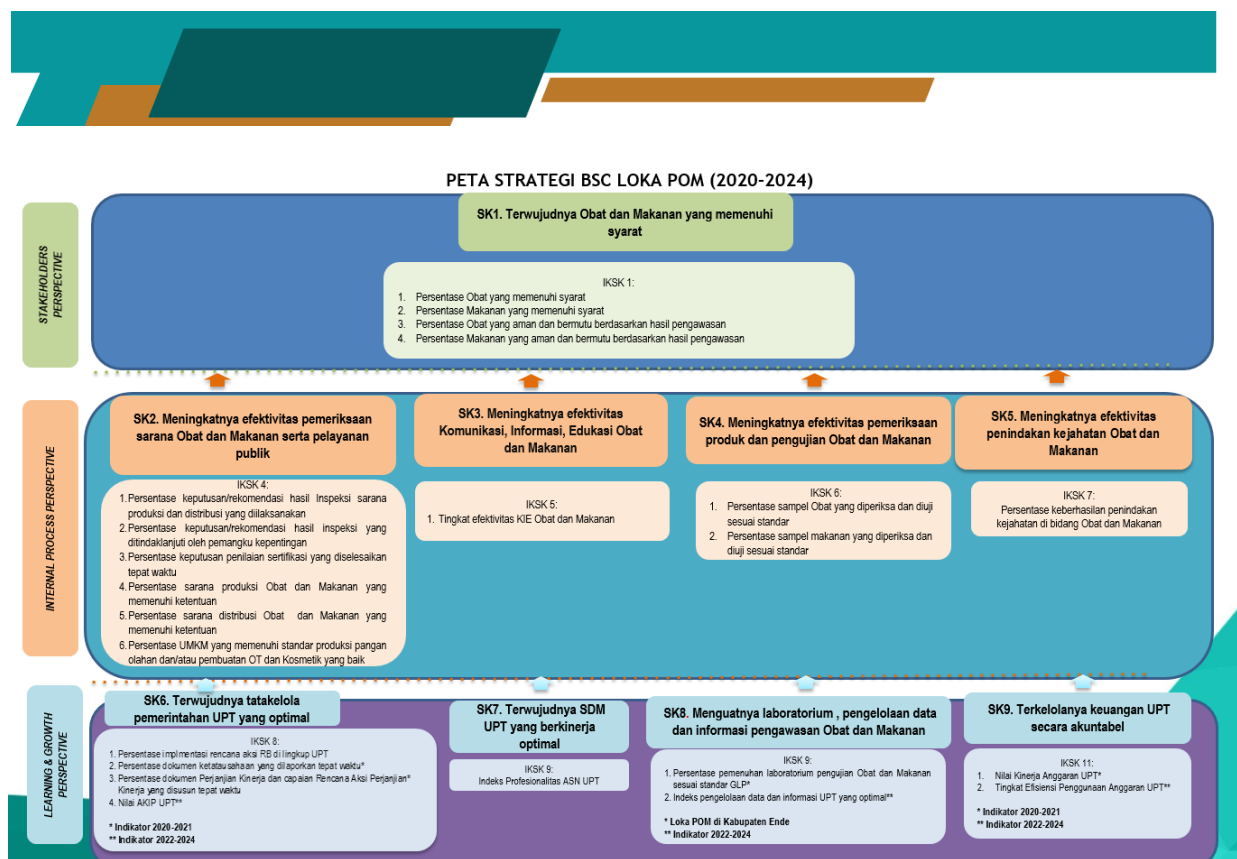 PETA STRATEGI BSC LOKA POM (2020-2024)
STAKEHOLDERS
PERSPECTIVE
SK1. Terwujudnya Obat dan Makanan yang memenuhi
syarat
IKSK 1:
1. Persentase Obat yang memenuhi syarat
2. Persentase Makanan yang memenuhi syarat
3. Persentase Obat yang aman dan bermutu berdasarkan hasil pengawasan
4. Persentase Makanan yang aman dan bermutu berdasarkan hasil pengawasan
INTERNAL PROCESS PERSPECTIVE
SK2. Meningkatnya efektivitas pemeriksaan
sarana Obat dan Makanan serta pelayanan
publik
IKSK 4:
1. Persentase keputusan/rekomendasi hasil Inspeksi sarana
produksi dan distribusi yang diilaksanakan
2. Persentase keputusan/rekomendasi hasil inspeksi yang
ditindaklanjuti oleh pemangku kepentingan
3. Persentase keputusan penilaian sertifikasi yang diselesaikan
tepat waktu
4. Persentase sarana produksi Obat dan Makanan yang
memenuhi ketentuan
5. Persentase sarana distribusi Obat dan Makanan yang
memenuhi ketentuan
6. Persentase UMKM yang memenuhi standar produksi pangan
olahan dan/atau pembuatan OT dan Kosmetik yang baik
SK3. Meningkatnya efektivitas
Komunikasi, Informasi, Edukasi Obat
dan Makanan
IKSK 5:
1. Tingkat efektivitas KIE Obat dan Makanan
SK4. Meningkatnya efektivitas pemeriksaan
produk dan pengujian Obat dan Makanan
IKSK 6:
1. Persentase sampel Obat yang diperiksa dan diuji
sesuai standar
2. Persentase sampel makanan yang diperiksa dan
diuji sesuai standar
SK5. Meningkatnya efektivitas
penindakan kejahatan Obat dan
Makanan
IKSK 7:
Persentase keberhasilan penindakan
kejahatan di bidang Obat dan Makanan
LEARNING & GROWTH
PERSPECTIVE
SK6. Terwujudnya tatakelola
pemerintahan UPT yang optimal
IKSK 8:
1. Persentase implmentasi rencana aksi RB di lingkup UPT
2. Persentase dokumen ketatausahaan yang dilaporkan tepat waktu*
3. Persentase dokumen Perjanjian Kinerja dan capaian Rencana Aksi Perjanjian*
Kinerja yang disusun tepat waktu
4. Nilai AKIP UPT**
* Indikator 2020-2021
** Indikator 2022-2024
SK7. Terwujudnya SDM
UPT yang berkinerja
optimal
IKSK 9:
Indeks Profesionalitas ASN UPT
SK8. Menguatnya laboratorium , pengelolaan data
dan informasi pengawasan Obat dan Makanan
IKSK 9:
1. Persentase pemenuhan laboratorium pengujian Obat dan Makanan
sesuai standar GLP*
2. Indeks pengelolaan data dan informasi UPT yang optimal**
* Loka POM di Kabupaten Ende
** Indikator 2022-2024
SK9. Terkelolanya keuangan UPT
secara akuntabel
IKSK 11:
1. Nilai Kinerja Anggaran UPT*
2. Tingkat Efisiensi Penggunaan Anggaran UPT**
* Indikator 2020-2021
** Indikator 2022-2024